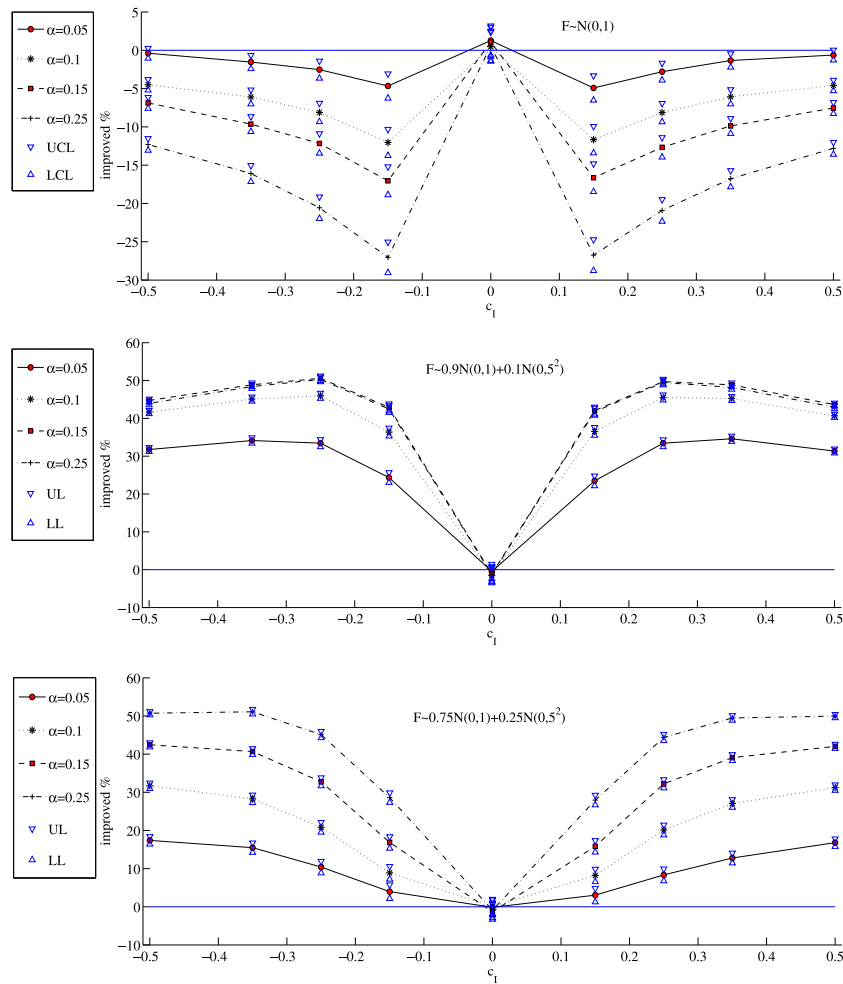 F~N(0,1)
α=0.05
α=0.1
α=0.15
α=0.25
UCL
LCL
improved %
5
0
−5
−10
−15
−20
−25
−30
−0.5 −0.4 −0.3 −0.2 −0.1 0 0.1 0.2 0.3 0.4 0.5
c_I
F~0.9N(0,1)+0.1N(0,5²)
α=0.05
α=0.1
α=0.15
α=0.25
UL
LL
improved %
60
50
40
30
20
10
0
−10
−0.5 −0.4 −0.3 −0.2 −0.1 0 0.1 0.2 0.3 0.4 0.5
c_I
F~0.75N(0,1)+0.25N(0,5²)
α=0.05
α=0.1
α=0.15
α=0.25
UL
LL
improved %
60
50
40
30
20
10
0
−10
−0.5 −0.4 −0.3 −0.2 −0.1 0 0.1 0.2 0.3 0.4 0.5
c_I